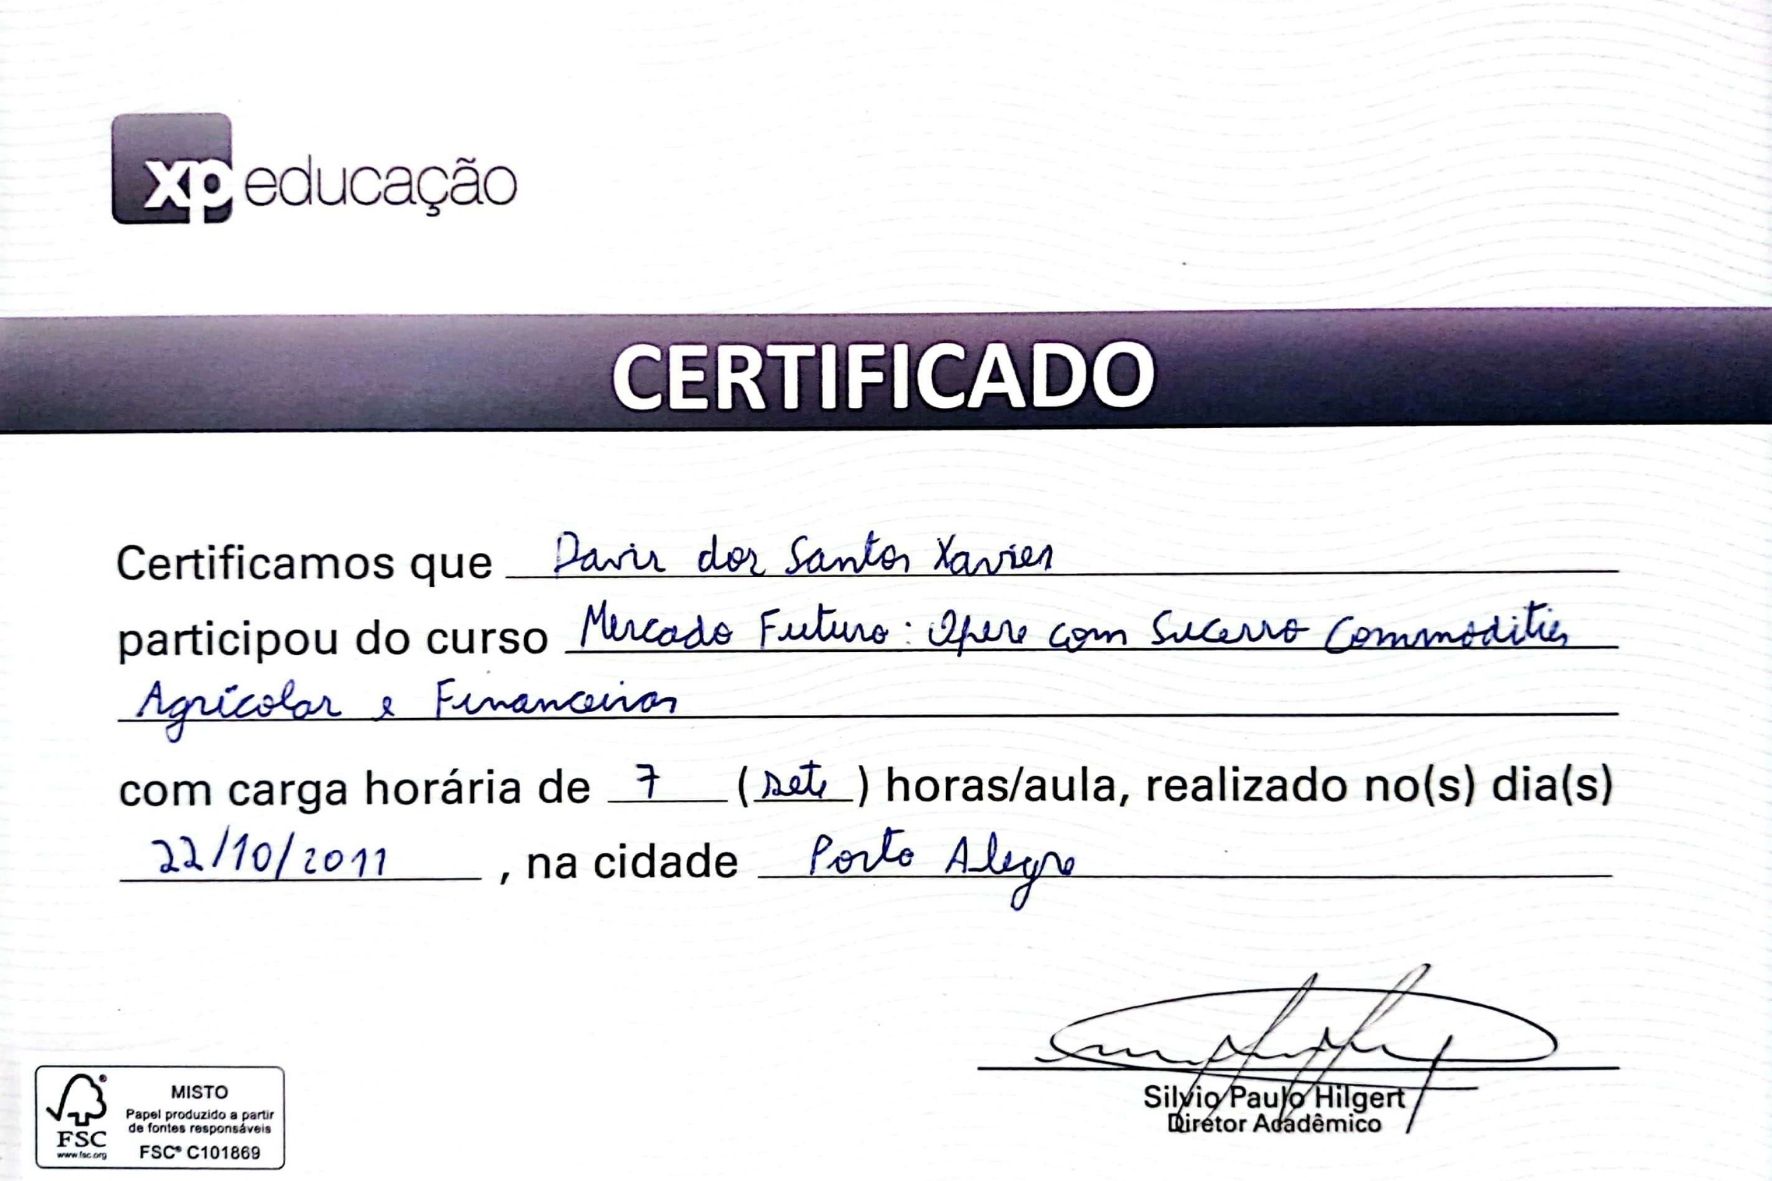 xp educação
CERTIFICADO
Certificamos que Davis dos Santos Xavier
participou do curso Mercado Futuro: Opere com Sucesso Commodities
Agrícolas e Financeiros
com carga horária de 7 (sete) horas/aula, realizado no(s) dia(s)
22/10/2011, na cidade Porto Alegre
Silvio Paulo Hilgert
Diretor Acadêmico
MISTO
Papel produzido a partir
de fontes responsáveis
FSC® C101869
FSC
www.fsc.org